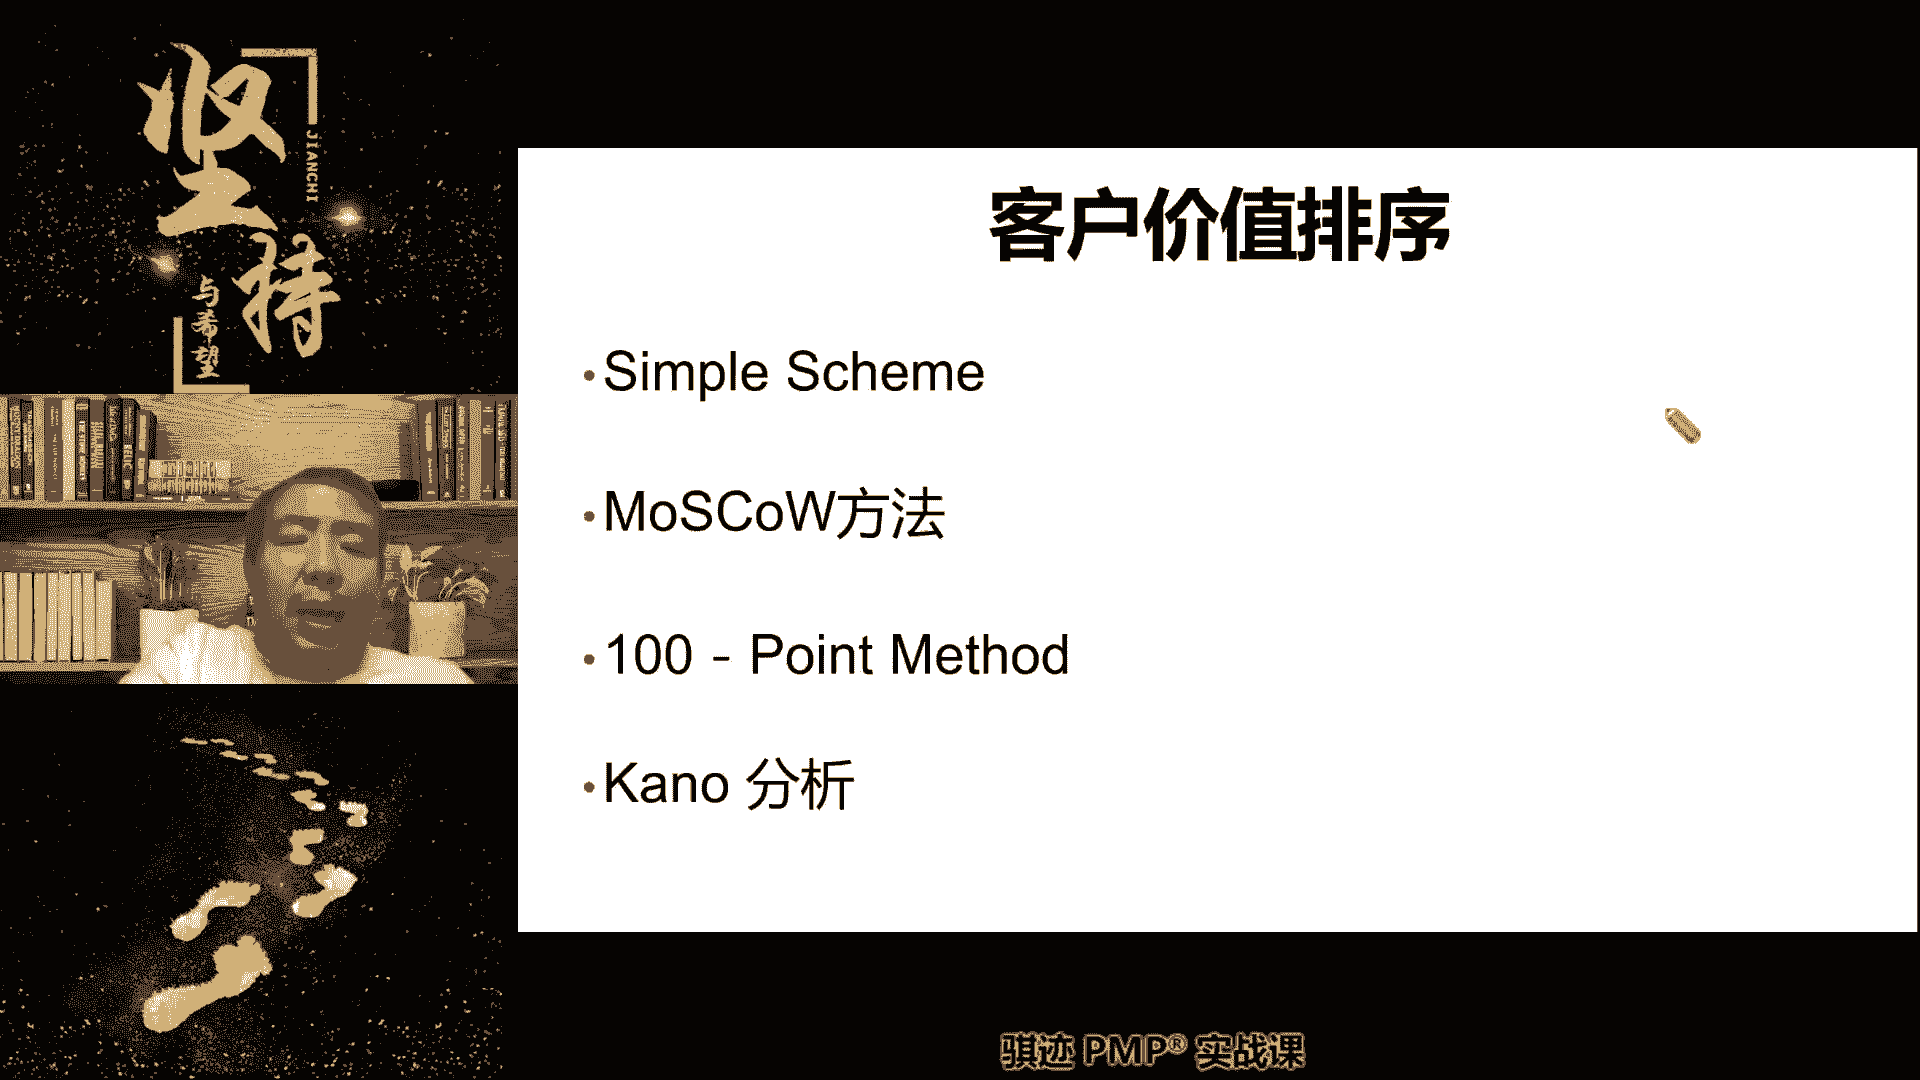 坚持
JIANCHI
与希望
客户价值排序
•Simple Scheme
•MoSCoW方法
•100 - Point Method
•Kano 分析
骐迹 PMP® 实战课